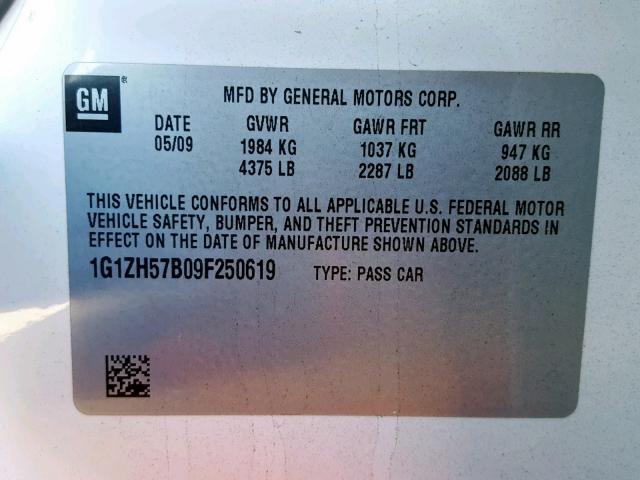 GM ®
MFD BY GENERAL MOTORS CORP.
DATE GVWR GAWR FRT GAWR RR
05/09 1984 KG 1037 KG 947 KG
4375 LB 2287 LB 2088 LB
THIS VEHICLE CONFORMS TO ALL APPLICABLE U.S. FEDERAL MOTOR
VEHICLE SAFETY, BUMPER, AND THEFT PREVENTION STANDARDS IN
EFFECT ON THE DATE OF MANUFACTURE SHOWN ABOVE.
1G1ZH57B09F250619 TYPE: PASS CAR